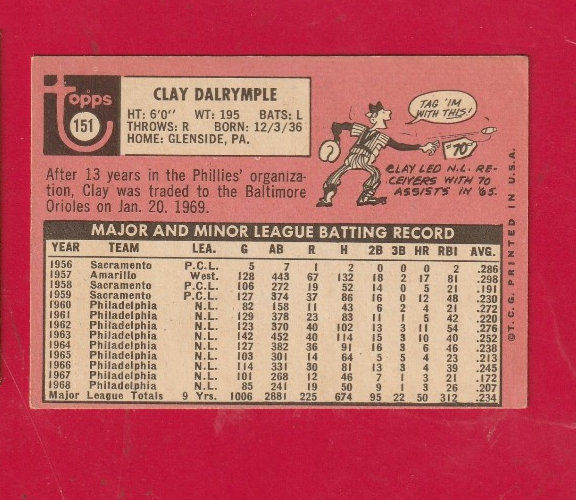 topps
151
CLAY DALRYMPLE
HT: 6'0" WT: 195 BATS: L
THROWS: R BORN: 12/3/36
HOME: GLENSIDE, PA.
After 13 years in the Phillies' organiza-
tion, Clay was traded to the Baltimore
Orioles on Jan. 20, 1969.
TAG 'IM
WITH THIS!
"70"
CLAY LED N.L. RE-
CEIVERS WITH 70
ASSISTS IN '65.
MAJOR AND MINOR LEAGUE BATTING RECORD
YEAR TEAM LEA. G AB R H 2B 3B HR RBI AVG.
1956 Sacramento P.C.L. 5 7 1 2 0 0 0 2 .286
1957 Amarillo West. 128 443 67 132 18 2 17 81 .298
1958 Sacramento P.C.L. 106 272 19 52 14 0 5 21 .191
1959 Sacramento P.C.L. 127 374 37 86 16 0 12 48 .230
1960 Philadelphia N.L. 82 158 11 43 6 2 4 21 .272
1961 Philadelphia N.L. 129 378 23 83 11 1 5 42 .220
1962 Philadelphia N.L. 123 370 40 102 13 3 11 54 .276
1963 Philadelphia N.L. 142 452 40 114 15 3 10 40 .252
1964 Philadelphia N.L. 127 382 36 91 16 3 6 46 .238
1965 Philadelphia N.L. 103 301 14 64 5 5 4 23 .213
1966 Philadelphia N.L. 114 331 30 81 13 3 4 39 .245
1967 Philadelphia N.L. 101 268 12 46 7 1 3 21 .172
1968 Philadelphia N.L. 85 241 19 50 9 1 3 26 .207
Major League Totals 9 Yrs. 1006 2881 225 674 95 22 50 312 .234
©T.C.G. PRINTED IN U.S.A.